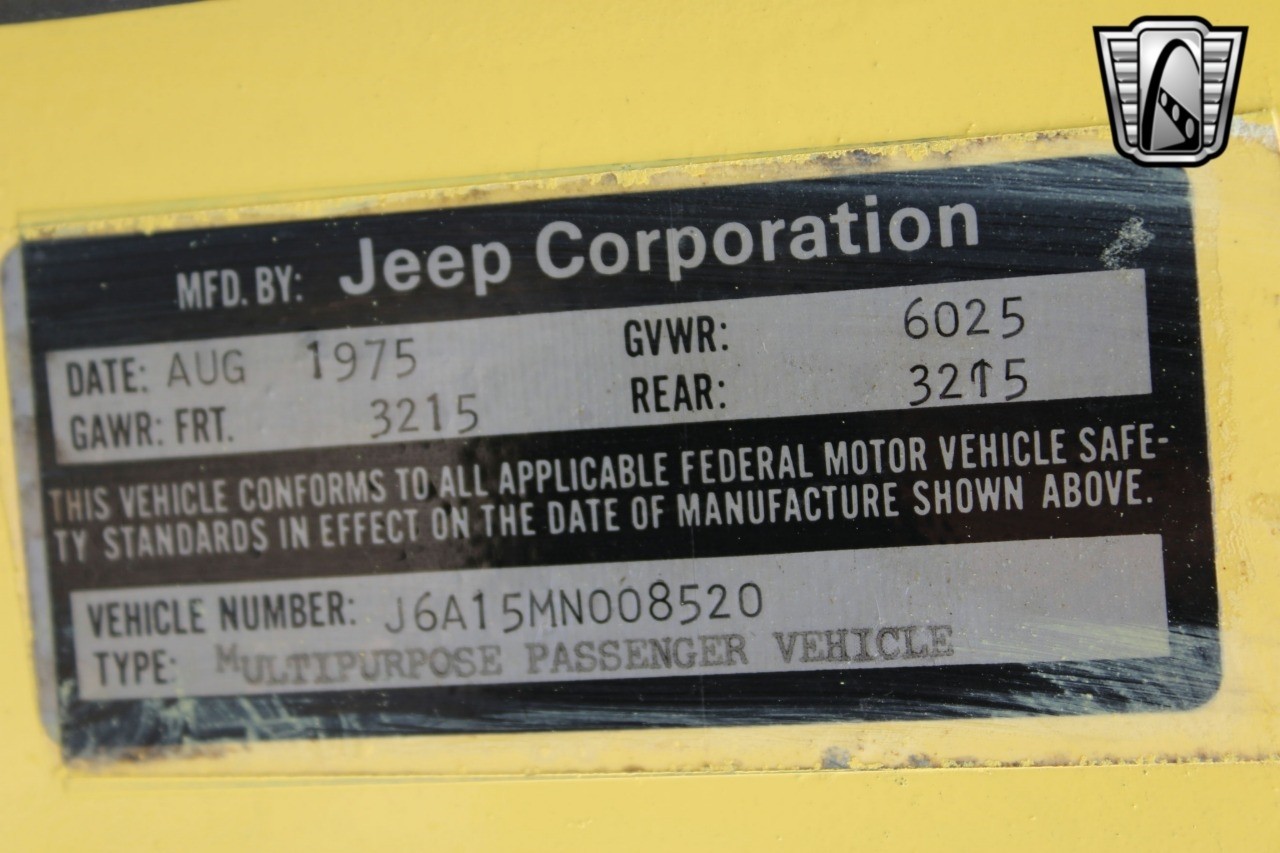 MFD. BY: Jeep Corporation
DATE: AUG 1975 GVWR: 6025
GAWR: FRT. 3215 REAR: 3215
THIS VEHICLE CONFORMS TO ALL APPLICABLE FEDERAL MOTOR VEHICLE SAFE-
TY STANDARDS IN EFFECT ON THE DATE OF MANUFACTURE SHOWN ABOVE.
VEHICLE NUMBER: J6A15MN008520
TYPE: MULTIPURPOSE PASSENGER VEHICLE